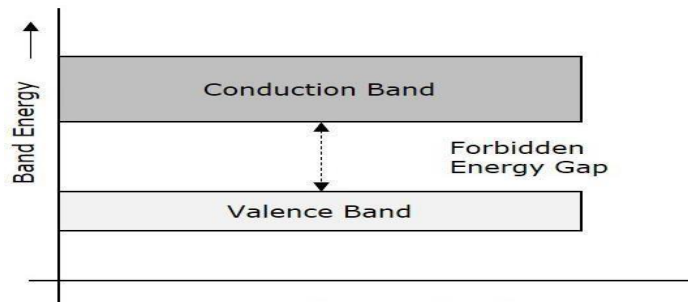 Band Energy
Conduction Band
Forbidden
Energy Gap
Valence Band